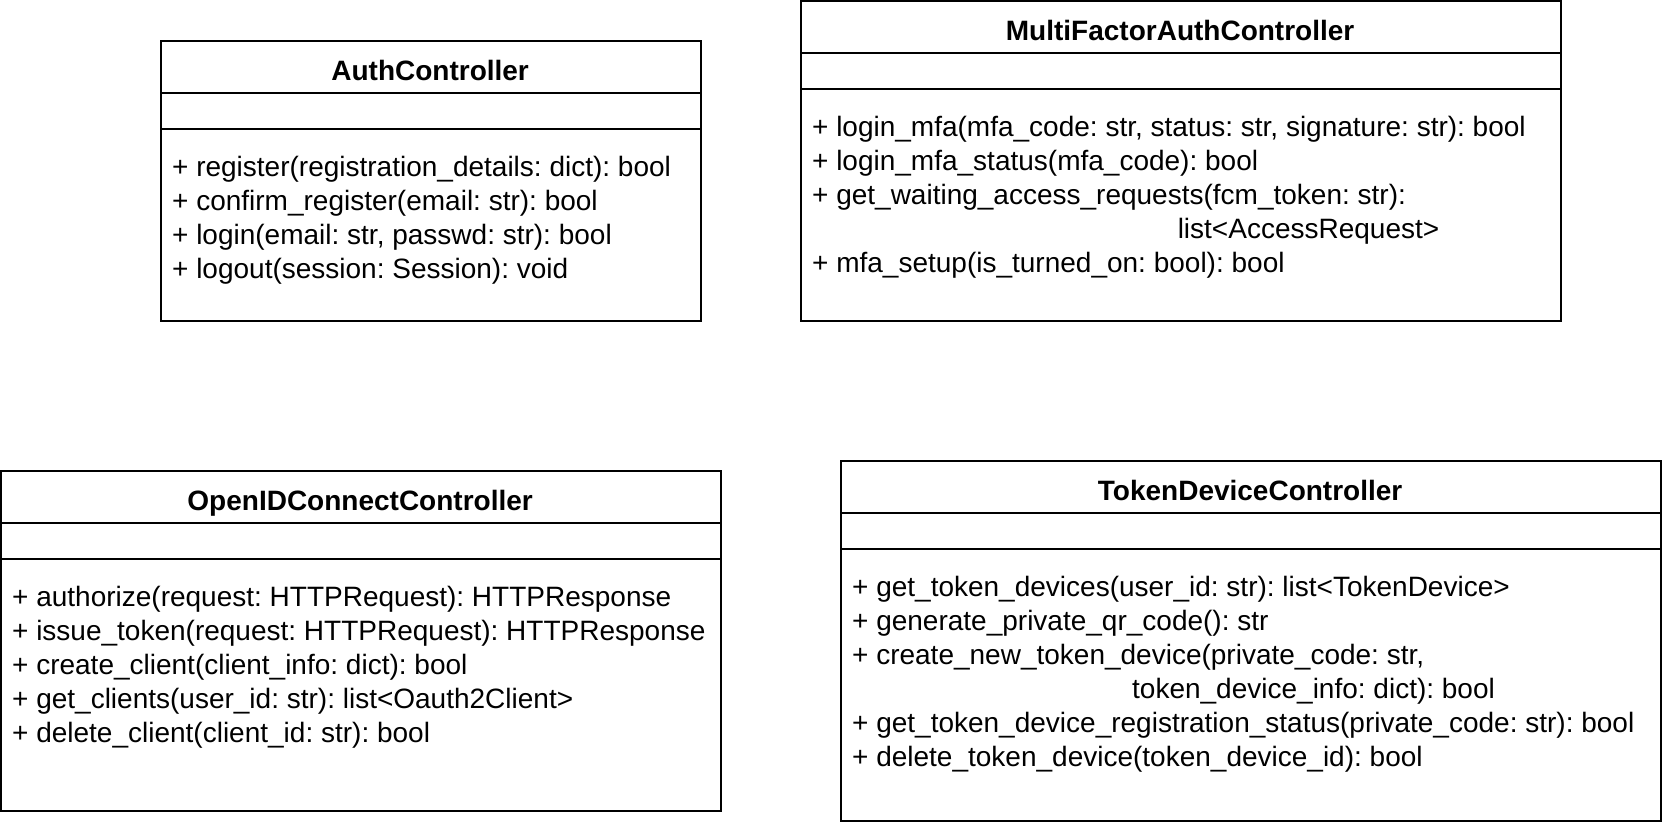 AuthController
+ register(registration_details: dict): bool
+ confirm_register(email: str): bool
+ login(email: str, passwd: str): bool
+ logout(session: Session): void
MultiFactorAuthController
+ login_mfa(mfa_code: str, status: str, signature: str): bool
+ login_mfa_status(mfa_code): bool
+ get_waiting_access_requests(fcm_token: str):
list<AccessRequest>
+ mfa_setup(is_turned_on: bool): bool
OpenIDConnectController
+ authorize(request: HTTPRequest): HTTPResponse
+ issue_token(request: HTTPRequest): HTTPResponse
+ create_client(client_info: dict): bool
+ get_clients(user_id: str): list<Oauth2Client>
+ delete_client(client_id: str): bool
TokenDeviceController
+ get_token_devices(user_id: str): list<TokenDevice>
+ generate_private_qr_code(): str
+ create_new_token_device(private_code: str,
token_device_info: dict): bool
+ get_token_device_registration_status(private_code: str): bool
+ delete_token_device(token_device_id): bool